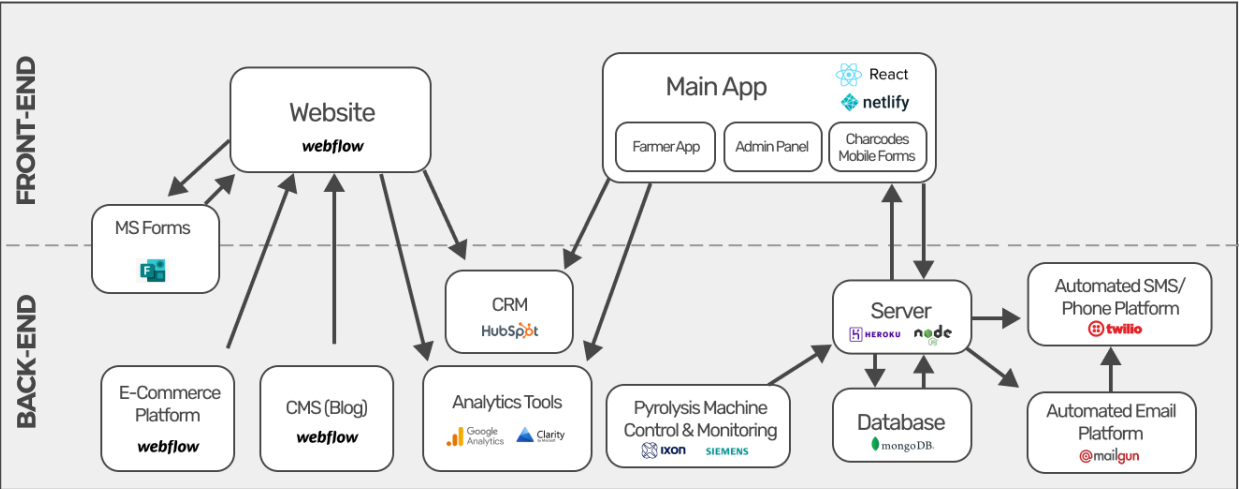 FRONT-END
Website
webflow
Main App
React
netlify
Farmer App
Admin Panel
Charcodes
Mobile Forms
MS Forms
F
BACK-END
CRM
HubSpot
Server
HEROKU
node
JS
Automated SMS/
Phone Platform
twilio
E-Commerce
Platform
webflow
CMS (Blog)
webflow
Analytics Tools
Google
Analytics
Clarity
Pyrolysis Machine
Control & Monitoring
IXON
SIEMENS
Database
mongoDB.
Automated Email
Platform
@mailgun